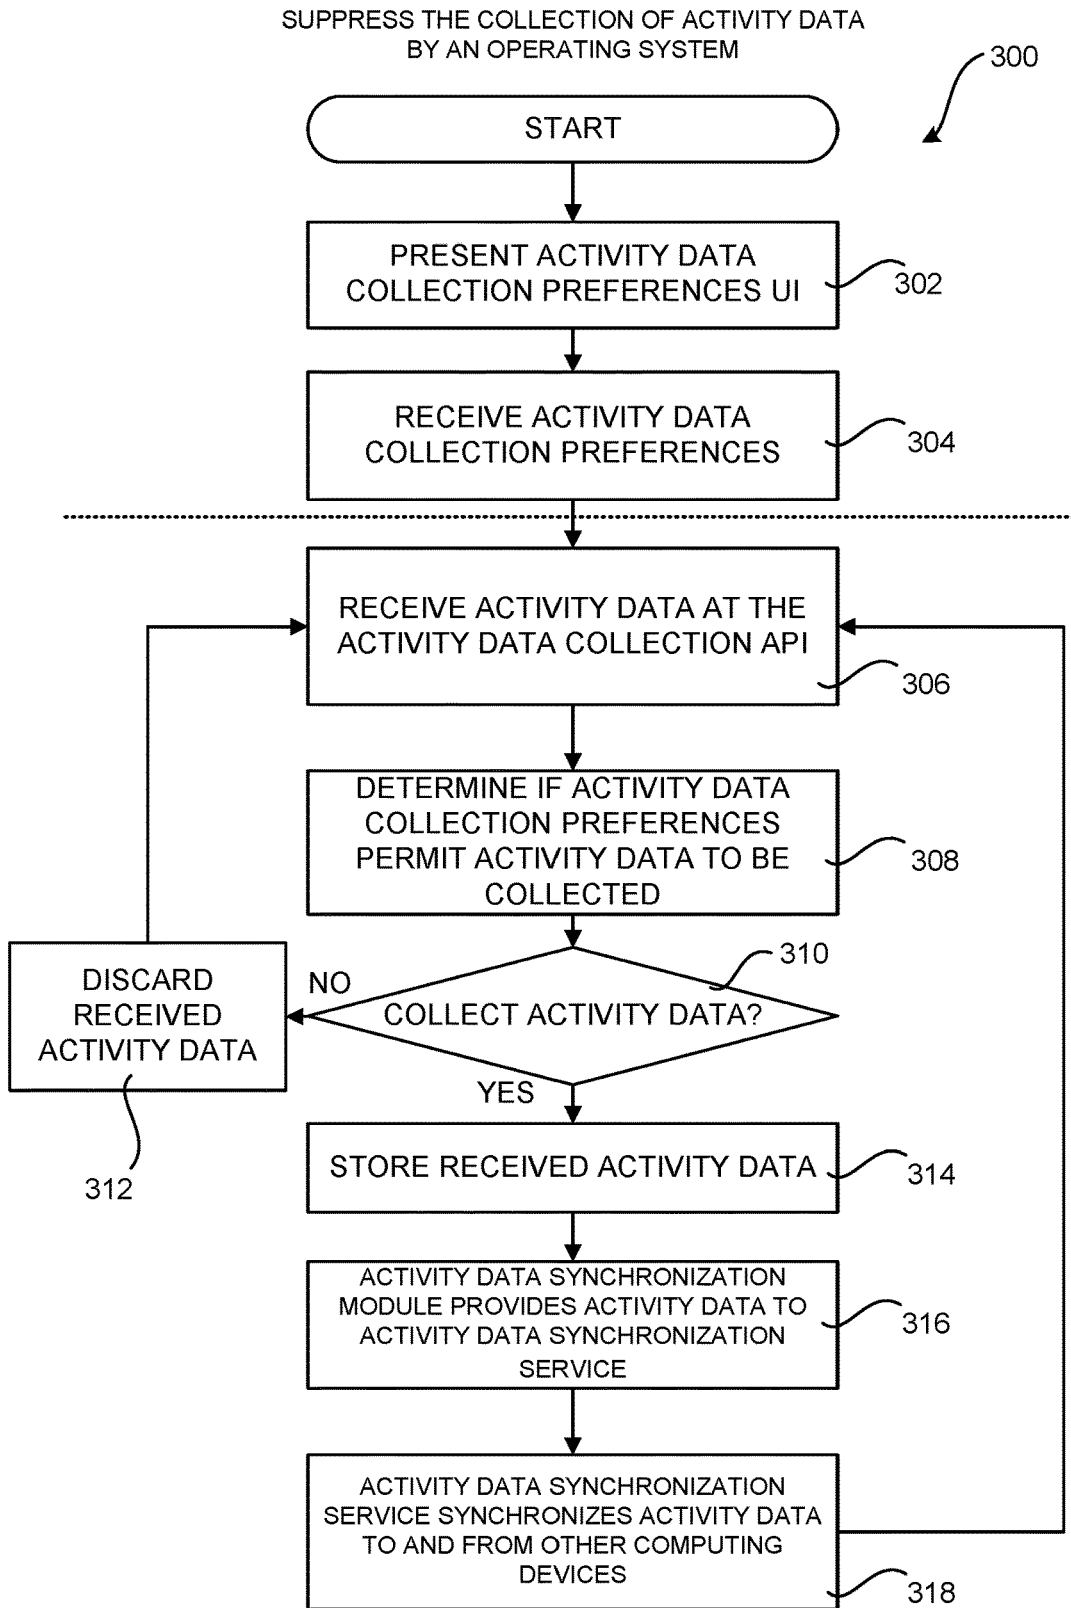 SUPPRESS THE COLLECTION OF ACTIVITY DATA
BY AN OPERATING SYSTEM
300
START
PRESENT ACTIVITY DATA
COLLECTION PREFERENCES UI
302
RECEIVE ACTIVITY DATA
COLLECTION PREFERENCES
304
RECEIVE ACTIVITY DATA AT THE
ACTIVITY DATA COLLECTION API
306
DETERMINE IF ACTIVITY DATA
COLLECTION PREFERENCES
PERMIT ACTIVITY DATA TO BE
COLLECTED
308
310
COLLECT ACTIVITY DATA?
NO
DISCARD
RECEIVED
ACTIVITY DATA
312
YES
STORE RECEIVED ACTIVITY DATA
314
ACTIVITY DATA SYNCHRONIZATION
MODULE PROVIDES ACTIVITY DATA TO
ACTIVITY DATA SYNCHRONIZATION
SERVICE
316
ACTIVITY DATA SYNCHRONIZATION
SERVICE SYNCHRONIZES ACTIVITY DATA
TO AND FROM OTHER COMPUTING
DEVICES
318